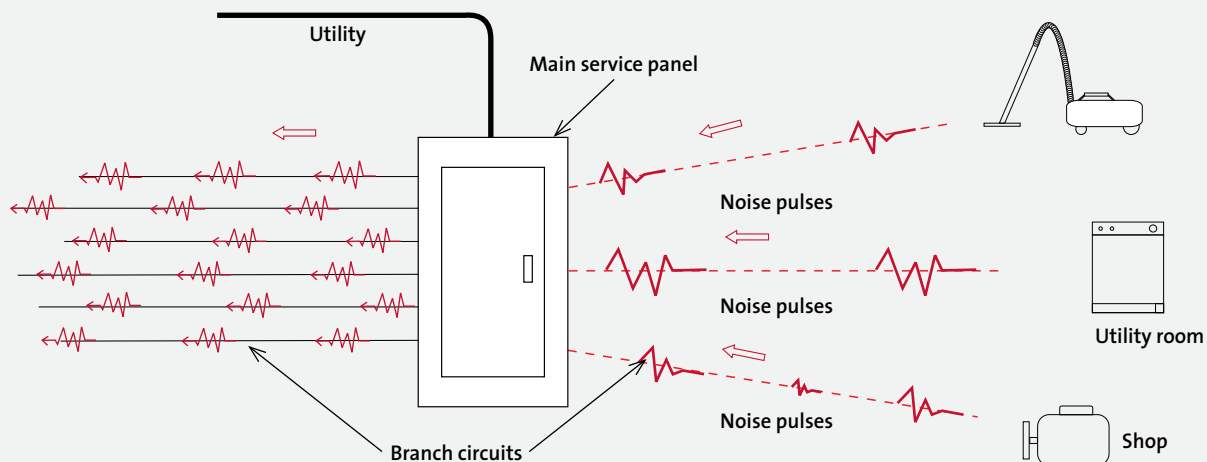 Utility
Main service panel
Noise pulses
Noise pulses
Utility room
Noise pulses
Shop
Branch circuits